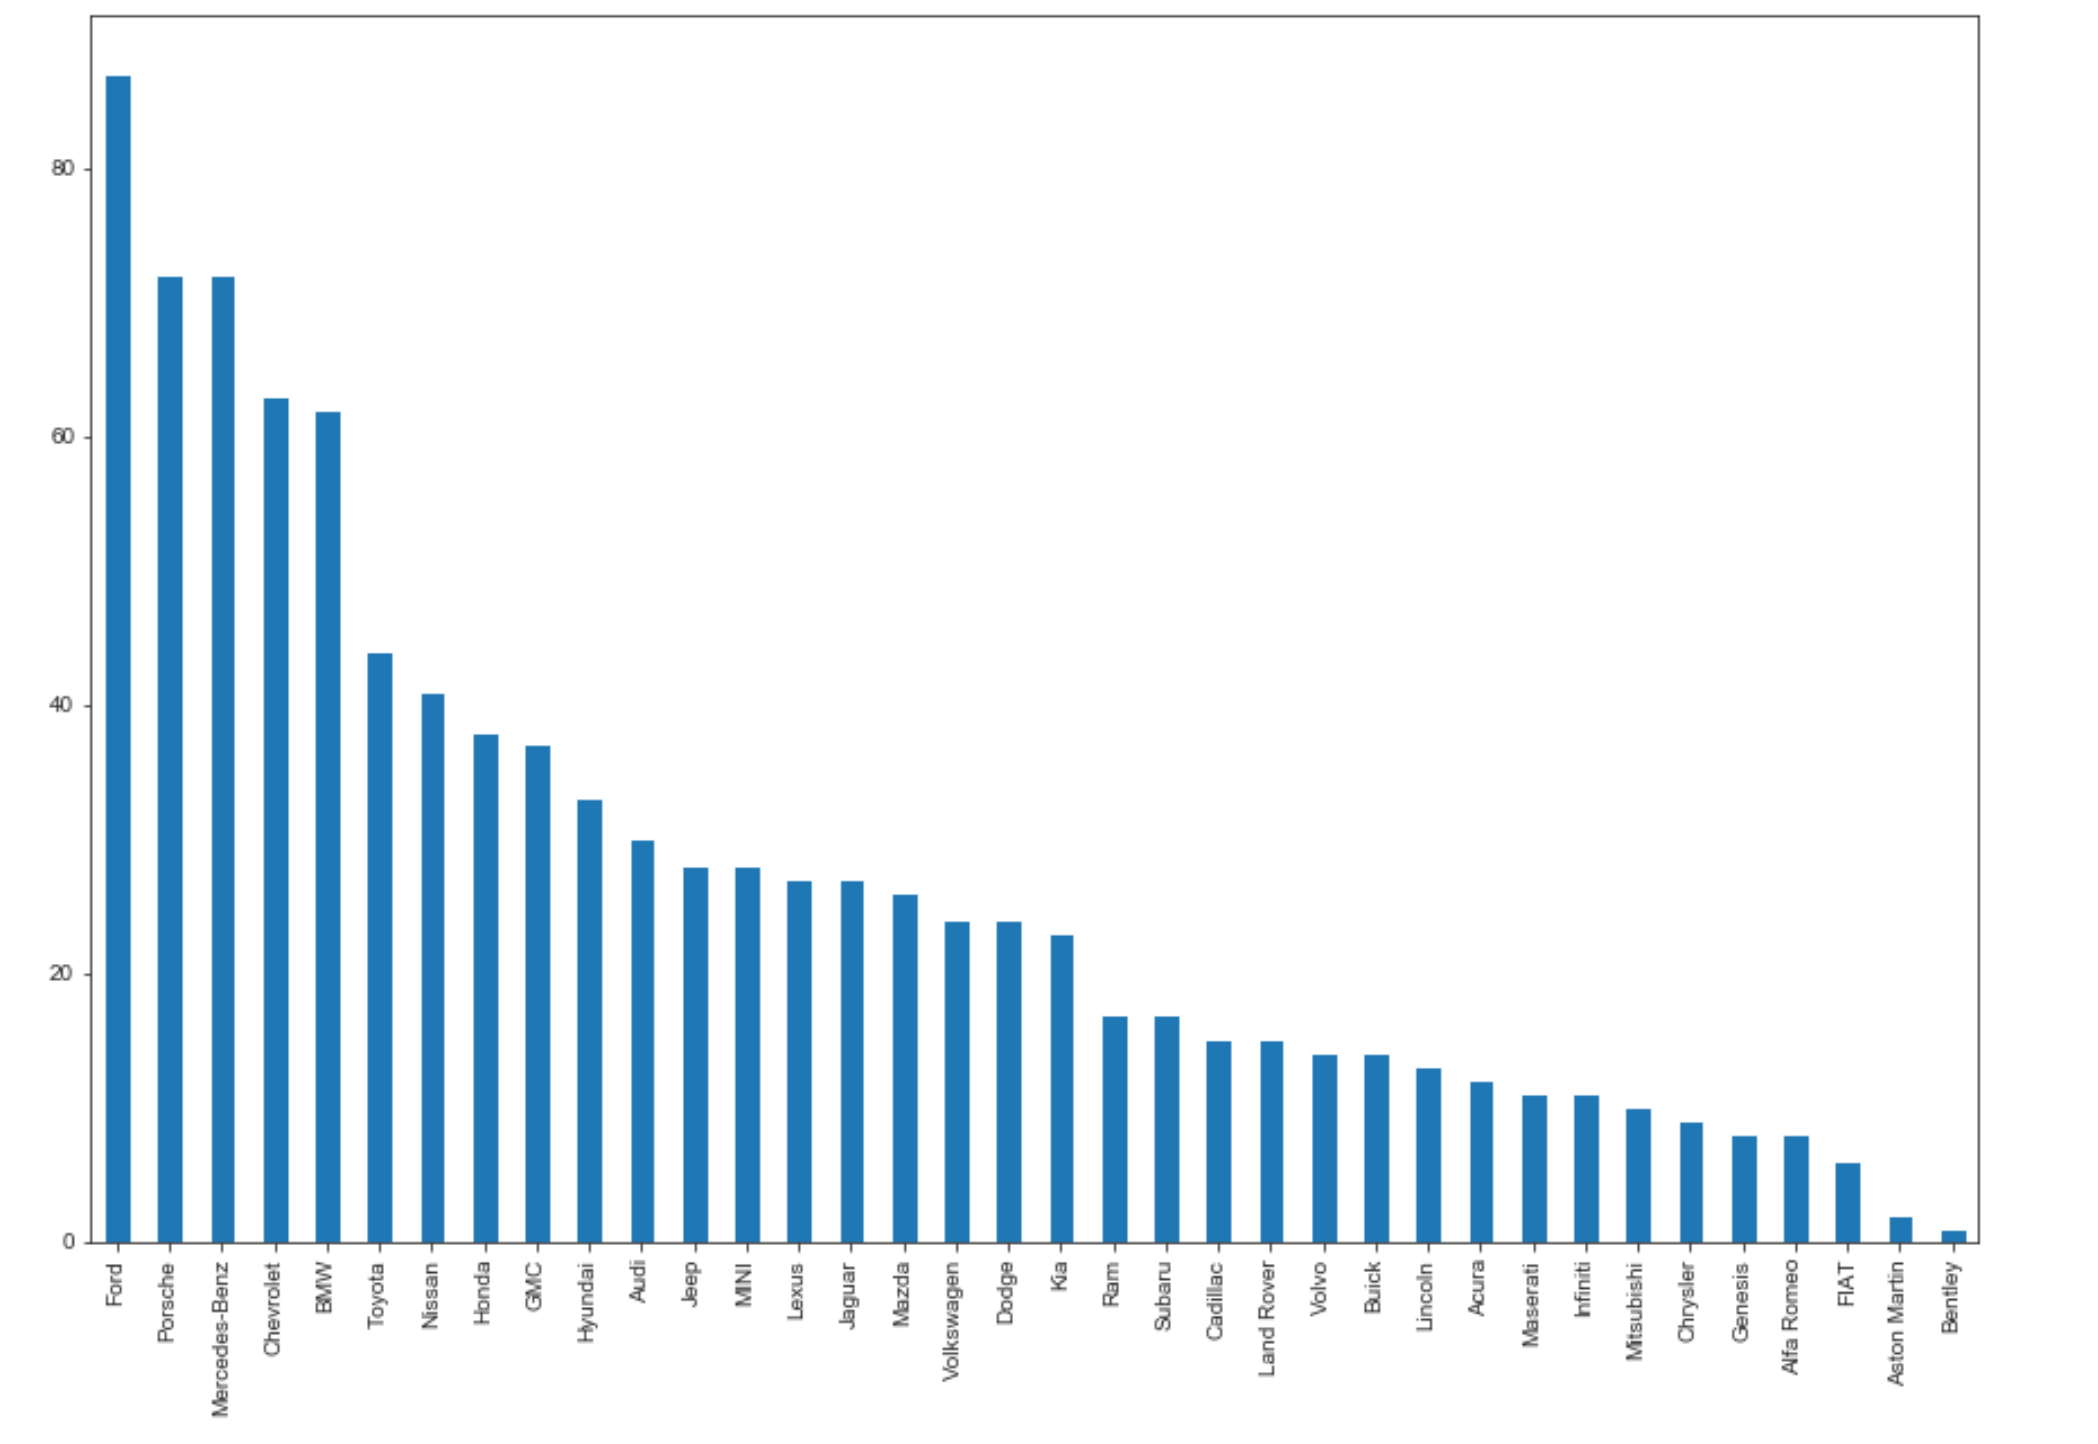 80
60
40
20
0
Ford
Porsche
Mercedes-Benz
Chevrolet
BMW
Toyota
Nissan
Honda
GMC
Hyundai
Audi
Jeep
MINI
Lexus
Jaguar
Mazda
Volkswagen
Dodge
Kia
Ram
Subaru
Cadillac
Land Rover
Volvo
Buick
Lincoln
Acura
Maserati
Infiniti
Mitsubishi
Chrysler
Genesis
Alfa Romeo
FIAT
Aston Martin
Bentley